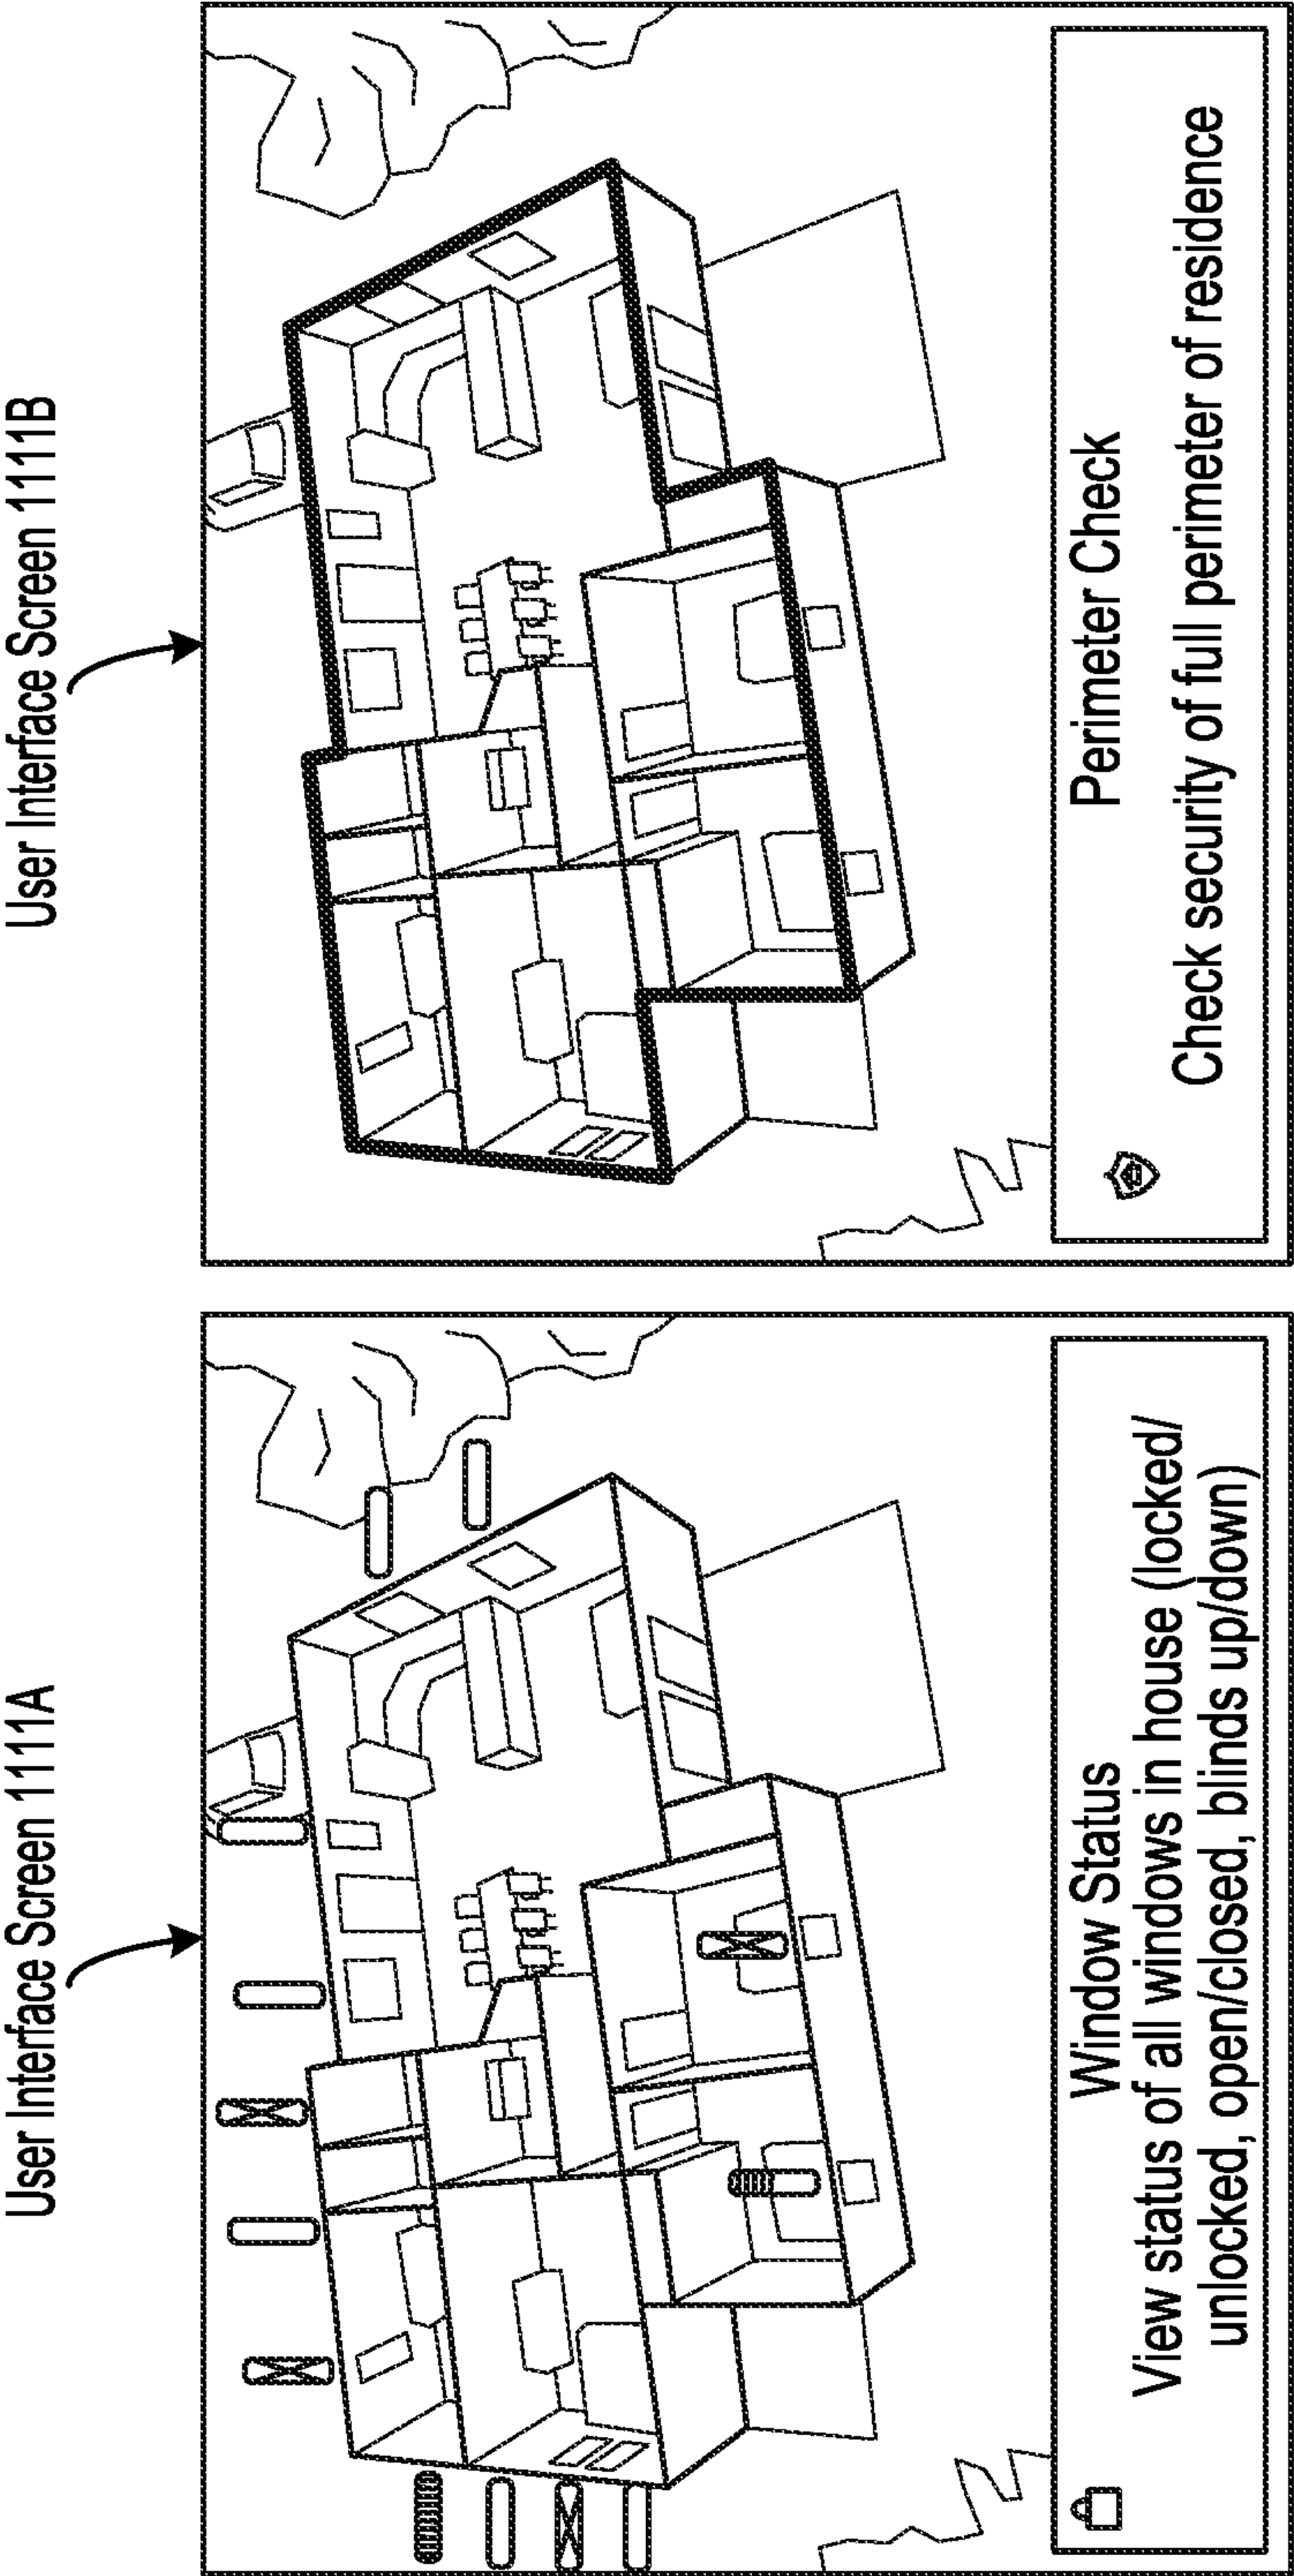 User Interface Screen 1111A
Window Status
View status of all windows in house (locked/
unlocked, open/closed, blinds up/down)
User Interface Screen 1111B
Perimeter Check
Check security of full perimeter of residence